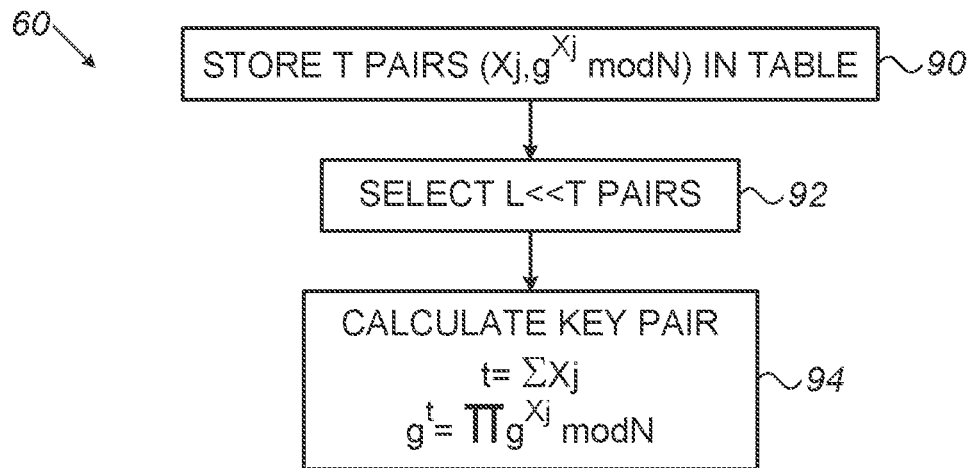 60
STORE T PAIRS (Xj,g^Xj modN) IN TABLE
90
SELECT L<<T PAIRS
92
CALCULATE KEY PAIR
t= ΣXj
g^t= ∏g^Xj modN
94